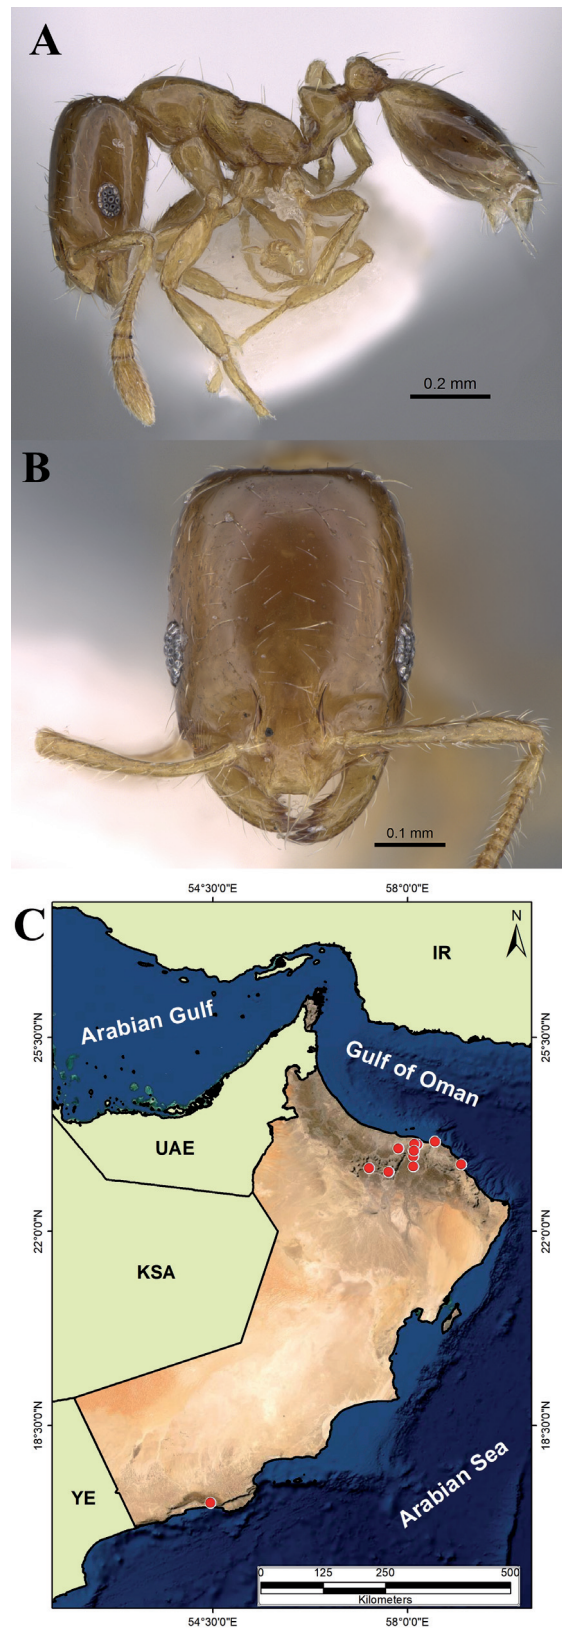 A
0.2 mm
B
0.1 mm
C
54°30'0"E 58°0'0"E
N
IR
Arabian Gulf
25°30'0"N
25°30'0"N
Gulf of Oman
UAE
22°0'0"N
22°0'0"N
KSA
18°30'0"N
18°30'0"N
Arabian Sea
YE
0 125 250 500
Kilometers
54°30'0"E 58°0'0"E